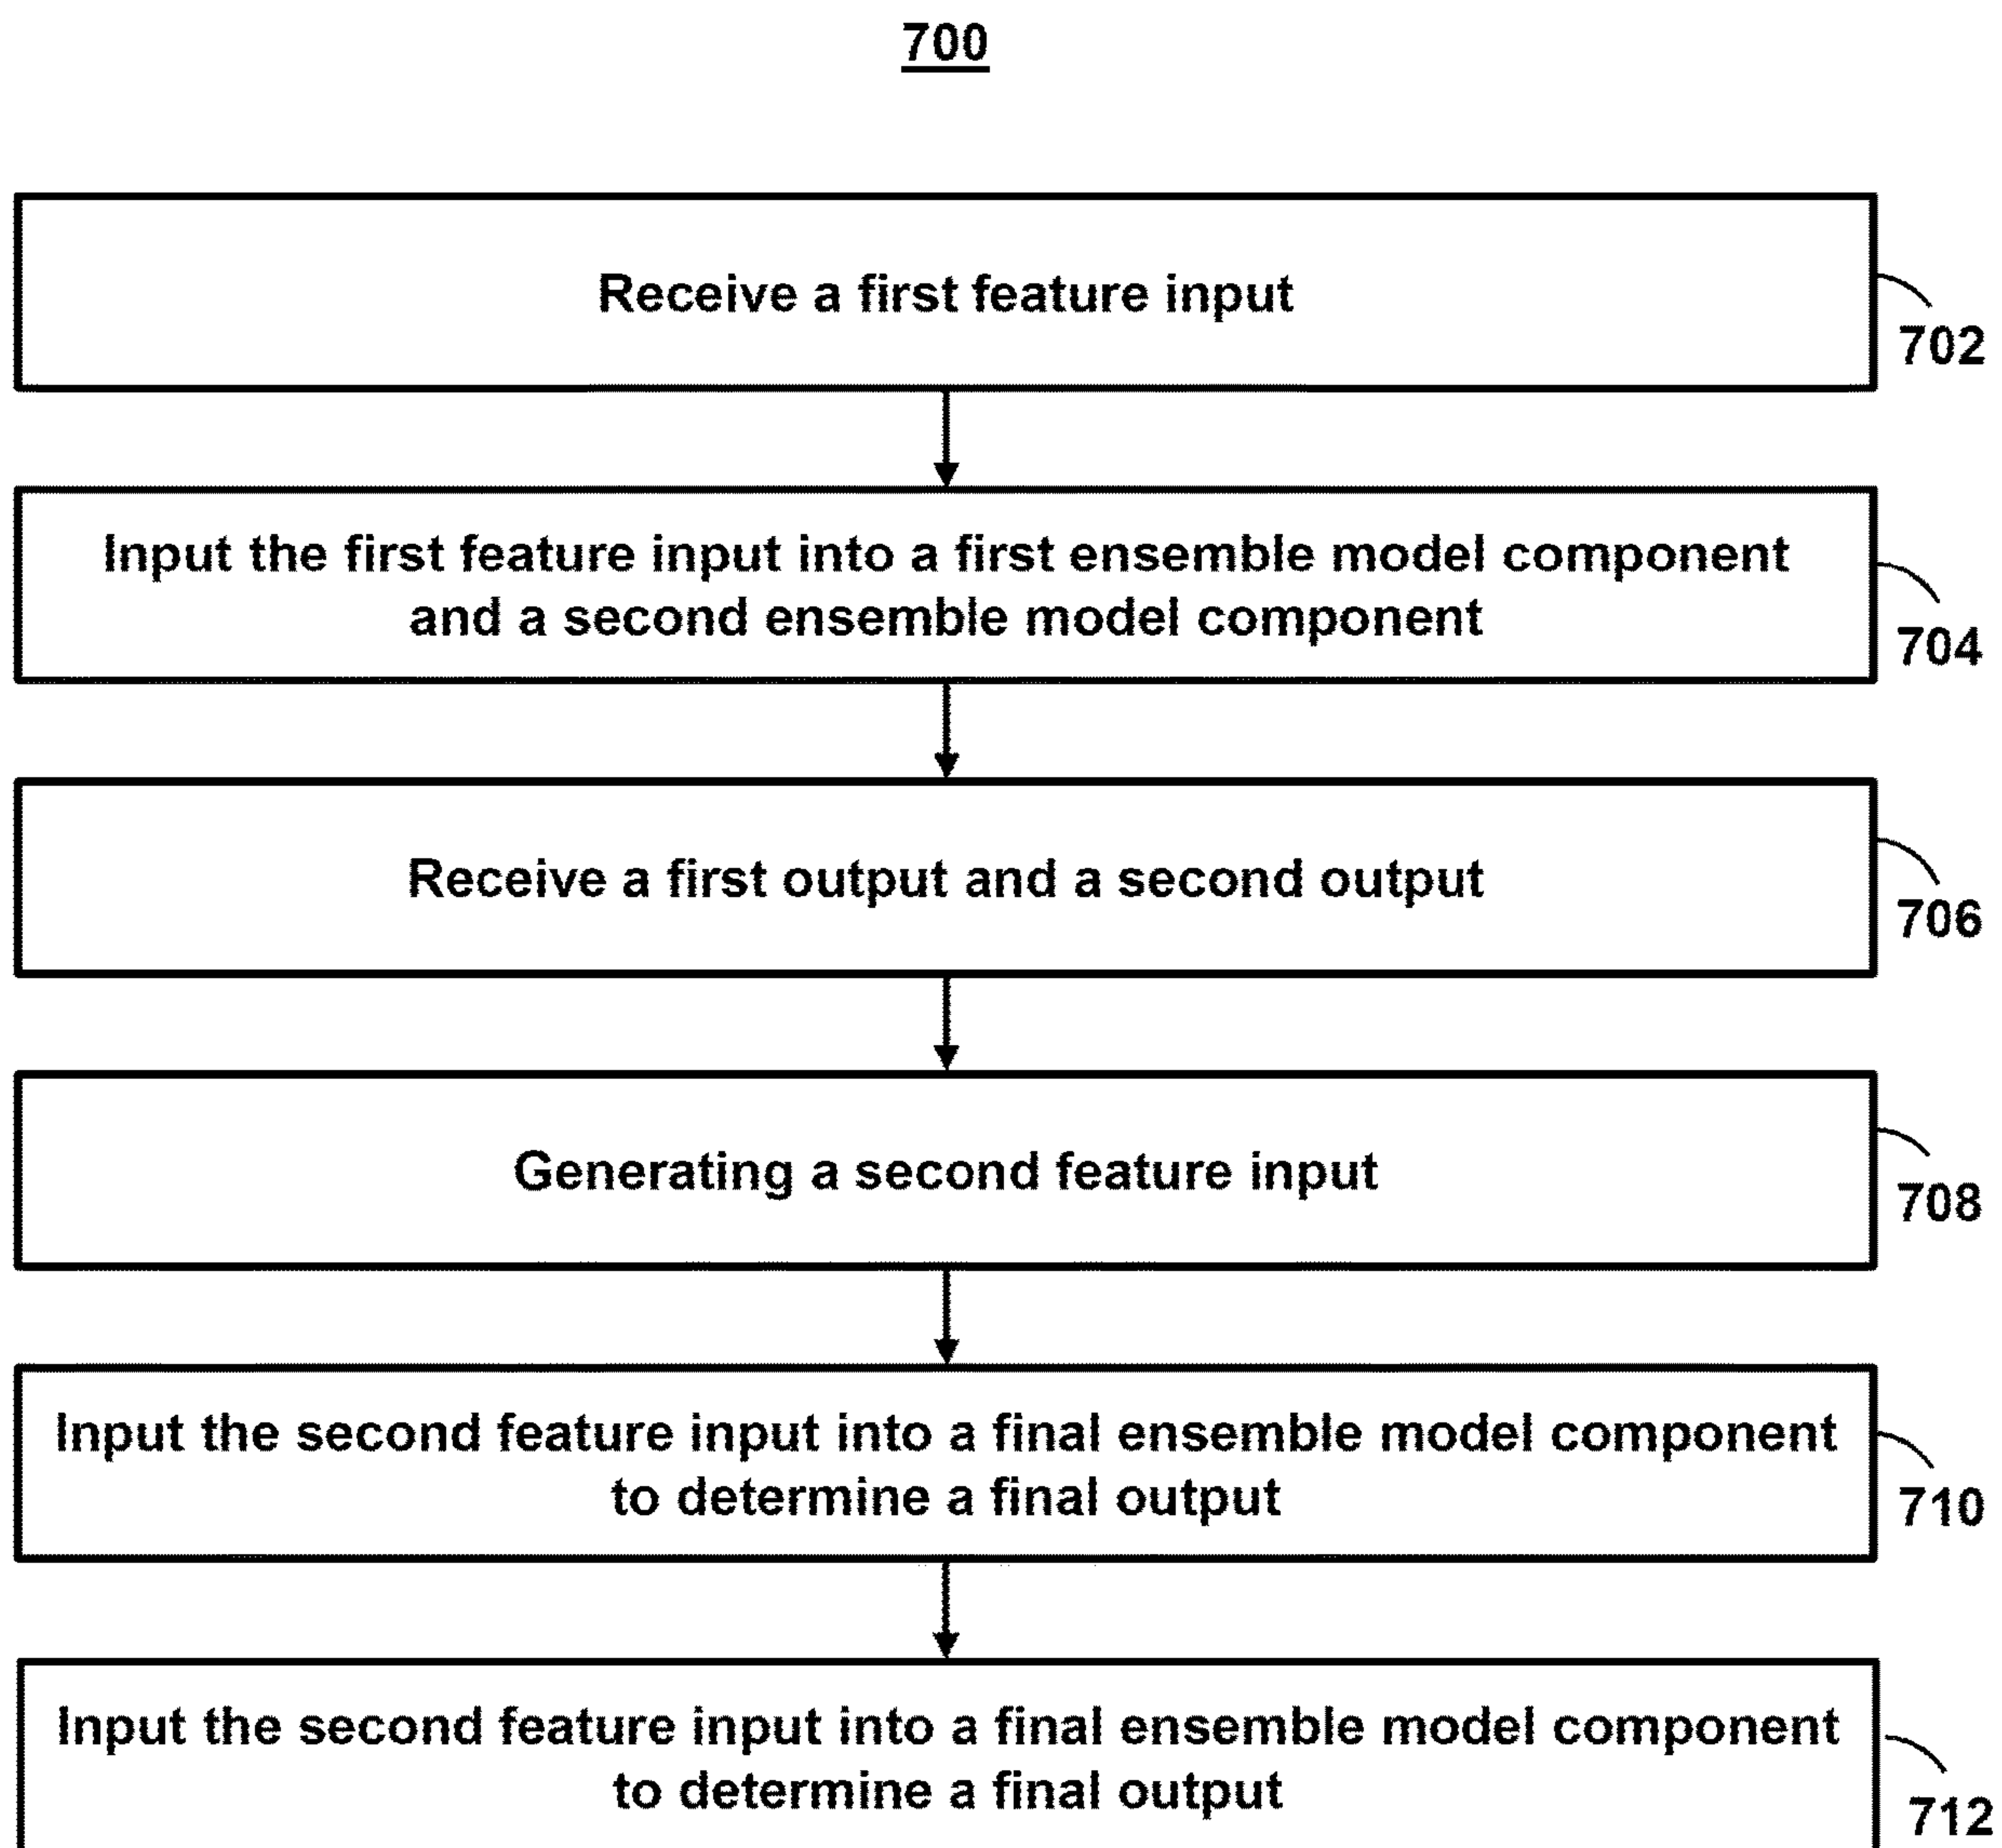 700
Receive a first feature input
702
Input the first feature input into a first ensemble model component
and a second ensemble model component
704
Receive a first output and a second output
706
Generating a second feature input
708
Input the second feature input into a final ensemble model component
to determine a final output
710
Input the second feature input into a final ensemble model component
to determine a final output
712